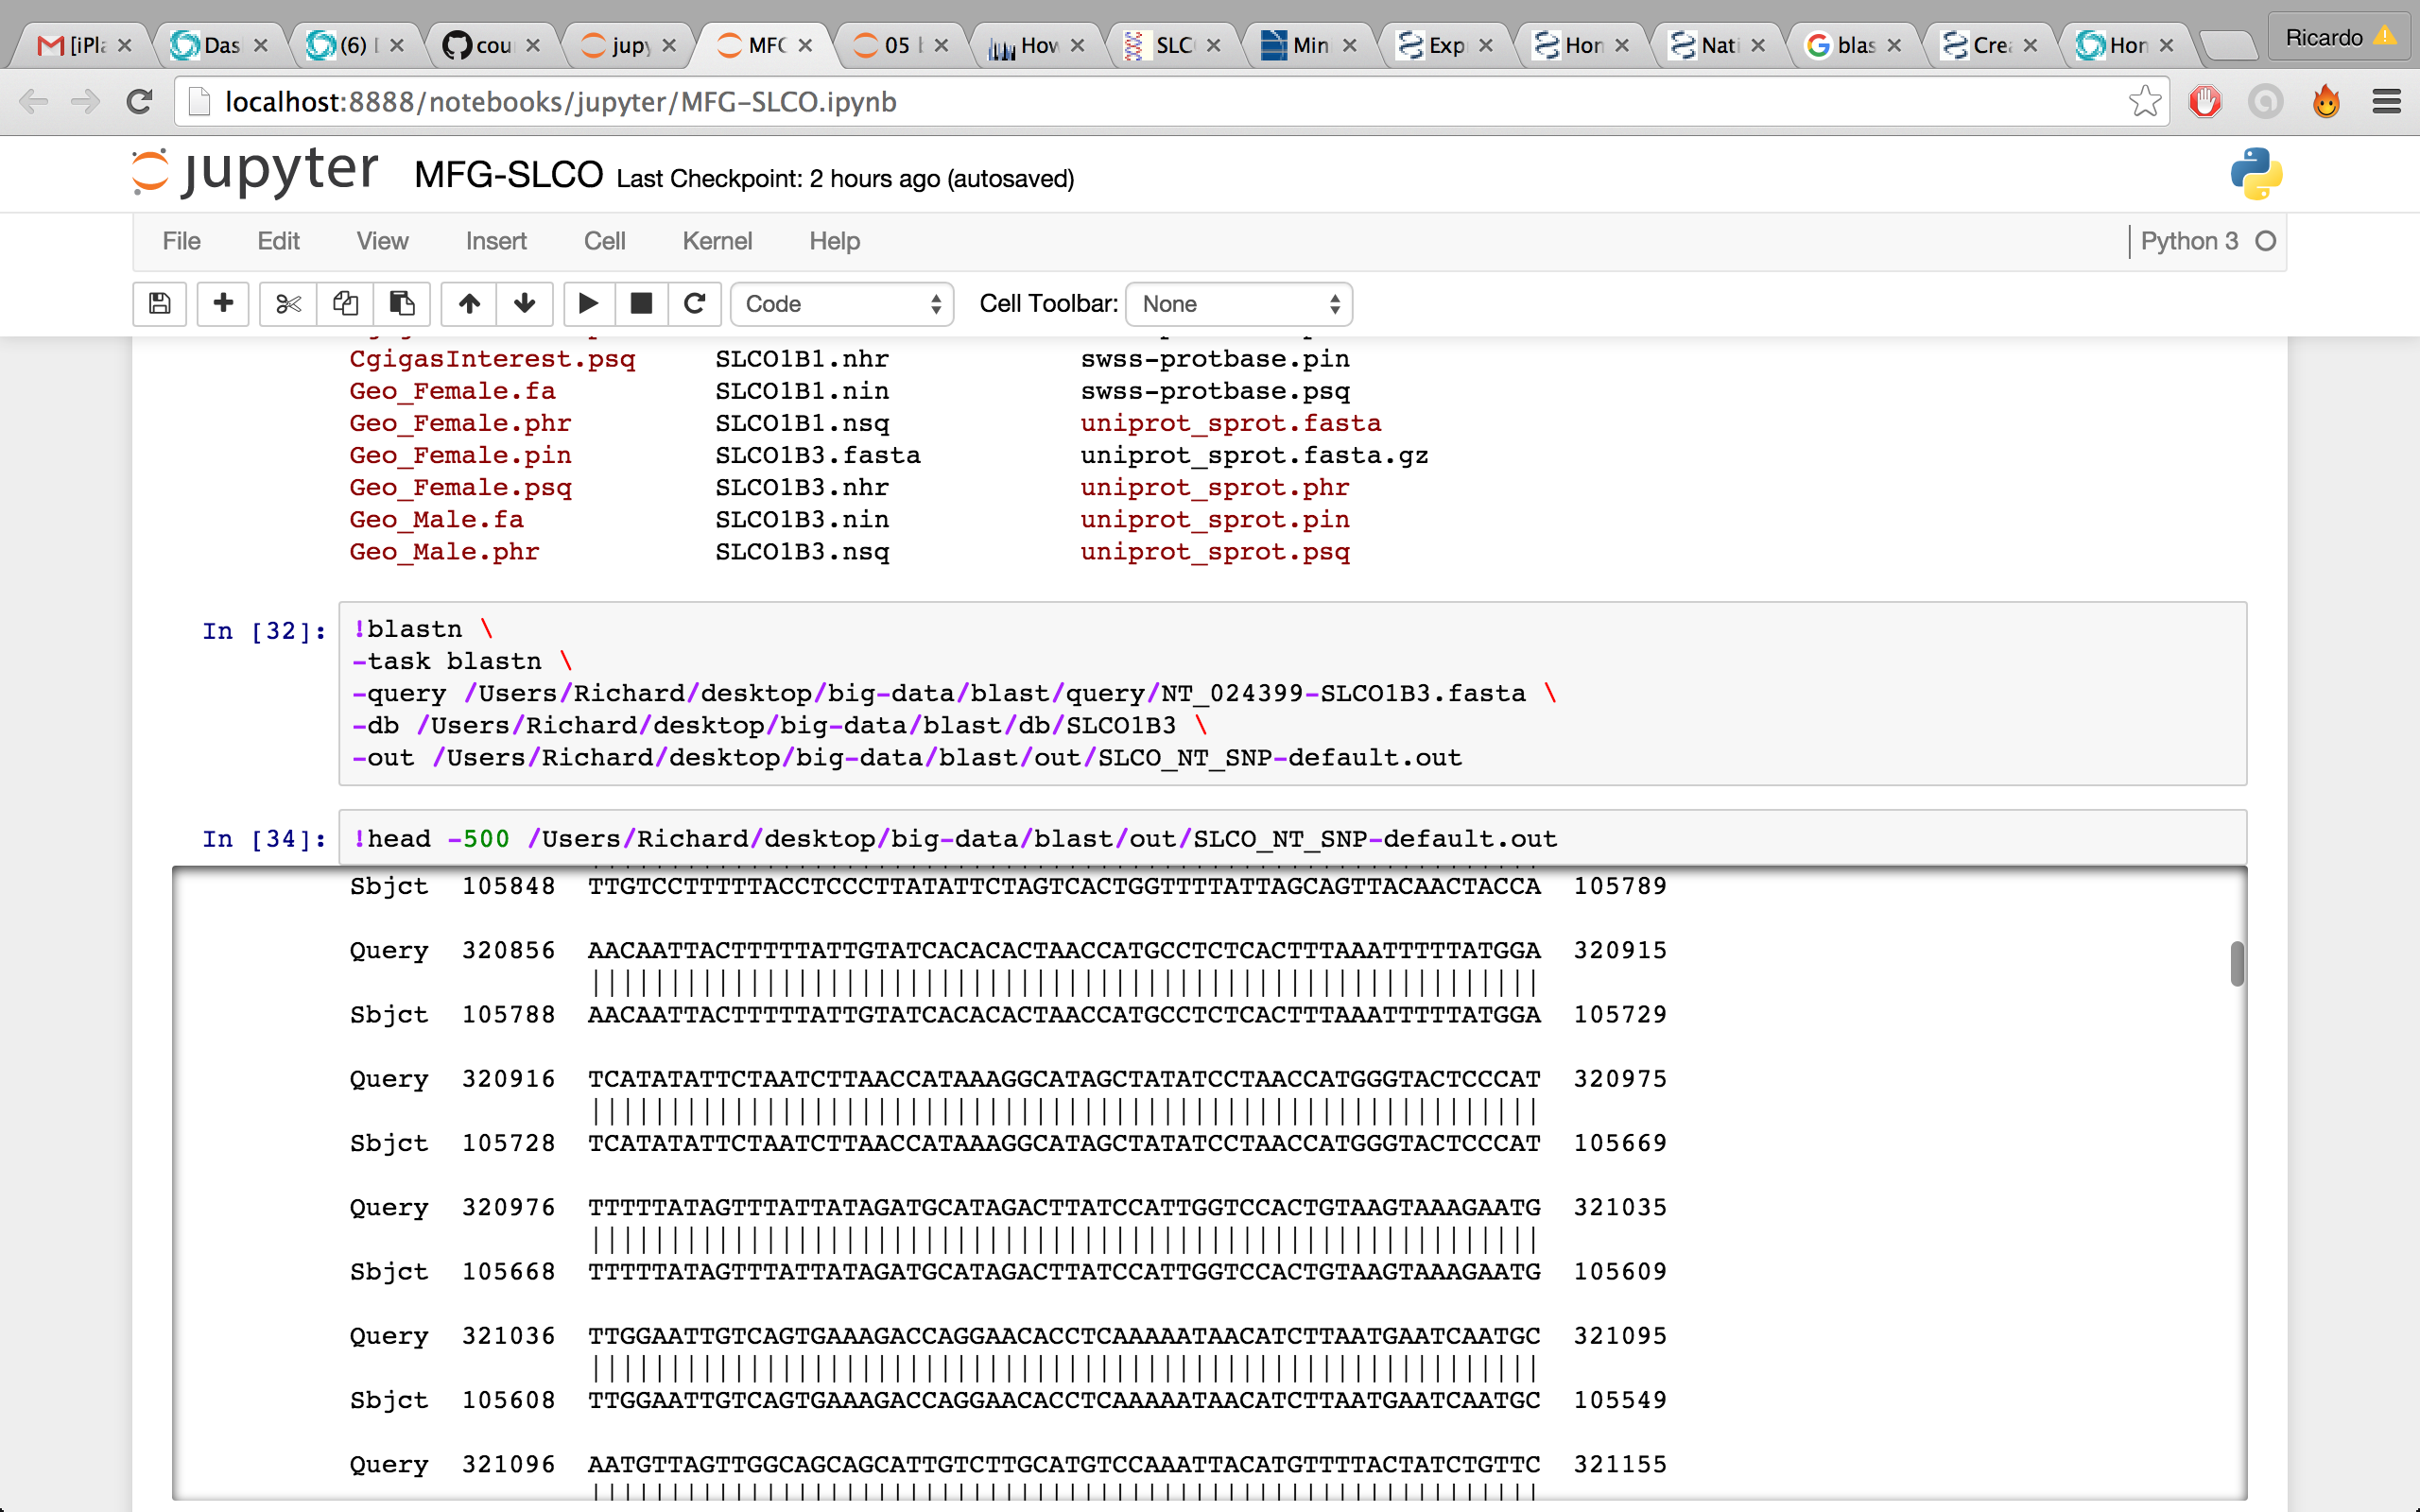 [iPla Das (6) cou jupy MFG 05 b How SLC Min Exp Hon Nati blas Crea Hon Ricardo
localhost:8888/notebooks/jupyter/MFG-SLCO.ipynb
jupyter MFG-SLCO Last Checkpoint: 2 hours ago (autosaved)
File Edit View Insert Cell Kernel Help Python 3
Code Cell Toolbar: None
CgigasInterest.psq SLCO1B1.nhr swss-protbase.pin
Geo_Female.fa SLCO1B1.nin swss-protbase.psq
Geo_Female.phr SLCO1B1.nsq uniprot_sprot.fasta
Geo_Female.pin SLCO1B3.fasta uniprot_sprot.fasta.gz
Geo_Female.psq SLCO1B3.nhr uniprot_sprot.phr
Geo_Male.fa SLCO1B3.nin uniprot_sprot.pin
Geo_Male.phr SLCO1B3.nsq uniprot_sprot.psq
In [32]: !blastn \
-task blastn \
-query /Users/Richard/desktop/big-data/blast/query/NT_024399-SLCO1B3.fasta \
-db /Users/Richard/desktop/big-data/blast/db/SLCO1B3 \
-out /Users/Richard/desktop/big-data/blast/out/SLCO_NT_SNP-default.out
In [34]: !head -500 /Users/Richard/desktop/big-data/blast/out/SLCO_NT_SNP-default.out
Sbjct 105848 TTGTCCTTTTTACCTCCCTTATATTCTAGTCACTGGTTTTATTAGCAGTTACAACTACCA 105789
Query 320856 AACAATTACTTTTTATTGTATCACACACTAACCATGCCTCTCACTTTAAATTTTTATGGA 320915
||||||||||||||||||||||||||||||||||||||||||||||||||||||||||||
Sbjct 105788 AACAATTACTTTTTATTGTATCACACACTAACCATGCCTCTCACTTTAAATTTTTATGGA 105729
Query 320916 TCATATATTCTAATCTTAACCATAAAGGCATAGCTATATCCTAACCATGGGTACTCCCAT 320975
||||||||||||||||||||||||||||||||||||||||||||||||||||||||||||
Sbjct 105728 TCATATATTCTAATCTTAACCATAAAGGCATAGCTATATCCTAACCATGGGTACTCCCAT 105669
Query 320976 TTTTTATAGTTTATTATAGATGCATAGACTTATCCATTGGTCCACTGTAAGTAAAGAATG 321035
||||||||||||||||||||||||||||||||||||||||||||||||||||||||||||
Sbjct 105668 TTTTTATAGTTTATTATAGATGCATAGACTTATCCATTGGTCCACTGTAAGTAAAGAATG 105609
Query 321036 TTGGAATTGTCAGTGAAAGACCAGGAACACCTCAAAAATAACATCTTAATGAATCAATGC 321095
||||||||||||||||||||||||||||||||||||||||||||||||||||||||||||
Sbjct 105608 TTGGAATTGTCAGTGAAAGACCAGGAACACCTCAAAAATAACATCTTAATGAATCAATGC 105549
Query 321096 AATGTTAGTTGGCAGCAGCATTGTCTTGCATGTCCAAATTACATGTTTTACTATCTGTTC 321155